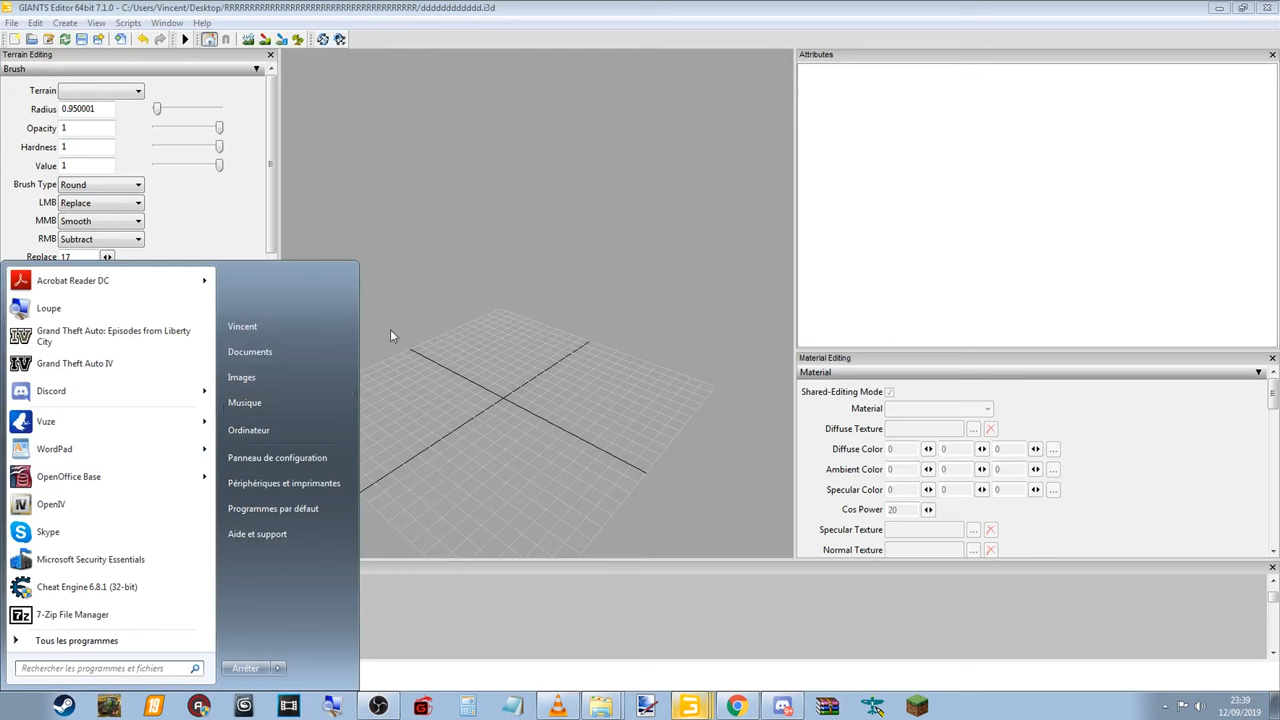 GIANTS Editor 64bit 7.1.0 - C:/Users/Vincent/Desktop/RRRRRRRRRRRRRRRRRRRRRRRRRRRRRRRRRRRRRR/dddddddddddd.i3d
File Edit Create View Scripts Window Help
Terrain Editing
Brush
Terrain
Radius 0.950001
Opacity 1
Hardness 1
Value 1
Brush Type Round
LMB Replace
MMB Smooth
RMB Subtract
Replace 17
Acrobat Reader DC
Loupe
Grand Theft Auto: Episodes from Liberty
City
Grand Theft Auto IV
Discord
Vuze
WordPad
OpenOffice Base
OpenIV
Skype
Microsoft Security Essentials
Cheat Engine 6.8.1 (32-bit)
7-Zip File Manager
Tous les programmes
Rechercher les programmes et fichiers
Vincent
Documents
Images
Musique
Ordinateur
Panneau de configuration
Périphériques et imprimantes
Programmes par défaut
Aide et support
Arrêter
Attributes
Material Editing
Material
Shared-Editing Mode
Material
Diffuse Texture ...
Diffuse Color 0 0 0 ...
Ambient Color 0 0 0 ...
Specular Color 0 0 0 ...
Cos Power 20
Specular Texture ...
Normal Texture ...
23:39
12/09/2019